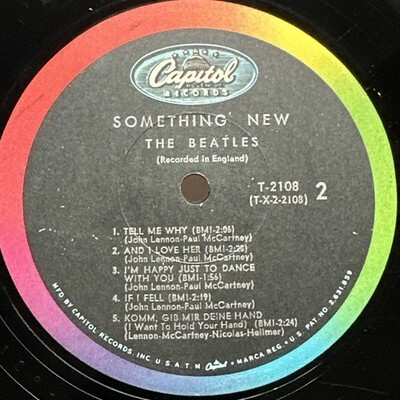 Capitol
RECORDS
SOMETHING NEW
THE BEATLES
(Recorded in England)
T-2108
(T-X-2-2108)
2
1. TELL ME WHY (BMI-2:06)
(John Lennon-Paul McCartney)
2. AND I LOVE HER (BMI-2:28)
(John Lennon-Paul McCartney)
3. I'M HAPPY JUST TO DANCE
WITH YOU (BMI-1:56)
(John Lennon-Paul McCartney)
4. IF I FELL (BMI-2:19)
(John Lennon-Paul McCartney)
5. KOMM, GIB MIR DEINE HAND
(I Want To Hold Your Hand) (BMI-2:24)
(Lennon-McCartney-Nicolas-Hellmer)
MFD. BY CAPITOL RECORDS, INC. U.S.A. T.M. Capitol MARCA REG. • U.S. PAT. NO. 2,631,859